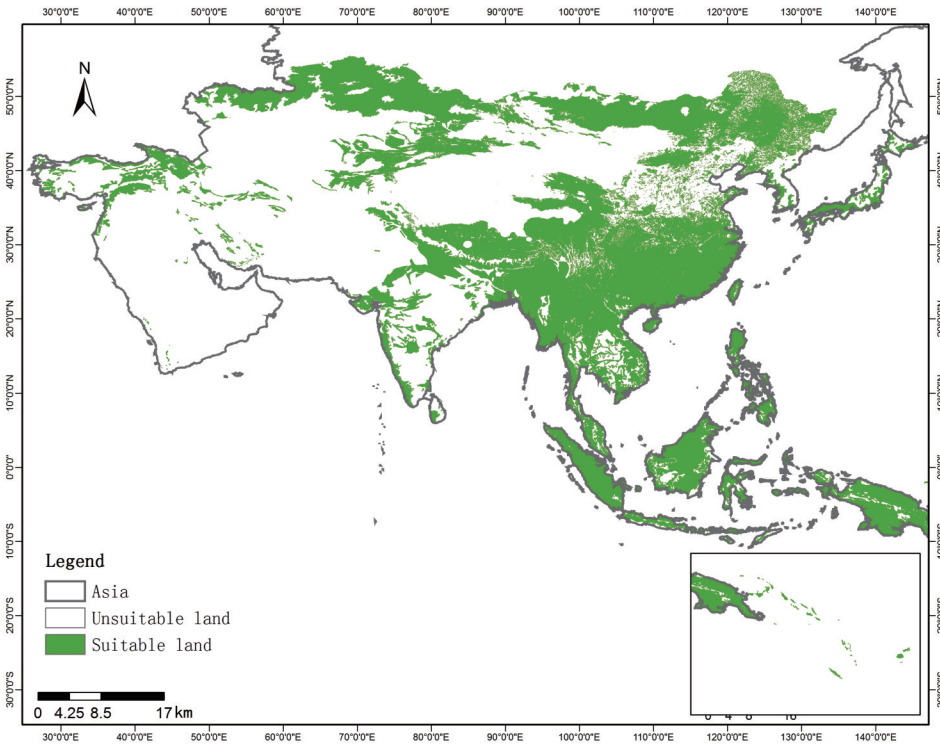 30°0'0"E 40°0'0"E 50°0'0"E 60°0'0"E 70°0'0"E 80°0'0"E 90°0'0"E 100°0'0"E 110°0'0"E 120°0'0"E 130°0'0"E 140°0'0"E
N
50°0'0"N
40°0'0"N
30°0'0"N
20°0'0"N
10°0'0"N
0°0'0"
10°0'0"S
20°0'0"S
30°0'0"S
Legend
Asia
Unsuitable land
Suitable land
0 4.25 8.5 17 km
30°0'0"E 40°0'0"E 50°0'0"E 60°0'0"E 70°0'0"E 80°0'0"E 90°0'0"E 100°0'0"E 110°0'0"E 120°0'0"E 130°0'0"E 140°0'0"E